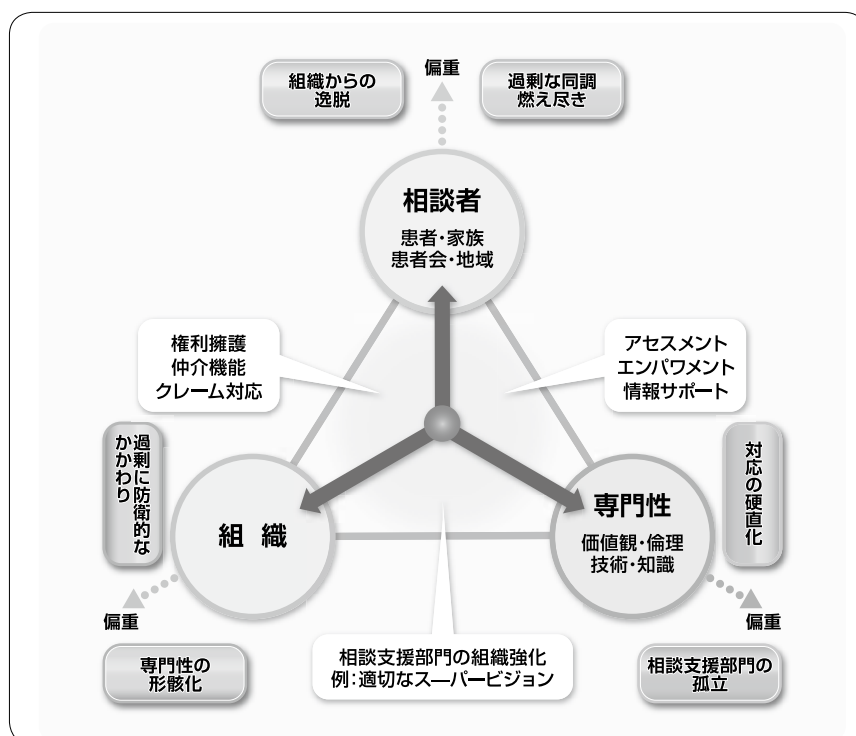 組織からの
逸脱
偏重
過剰な同調
燃え尽き
相談者
患者・家族
患者会・地域
権利擁護
仲介機能
クレーム対応
アセスメント
エンパワメント
情報サポート
過剰に防衛的な
かかわり
組織
専門性
価値観・倫理
技術・知識
対応の硬直化
偏重
偏重
専門性の
形骸化
相談支援部門の組織強化
例：適切なスーパービジョン
相談支援部門の
孤立